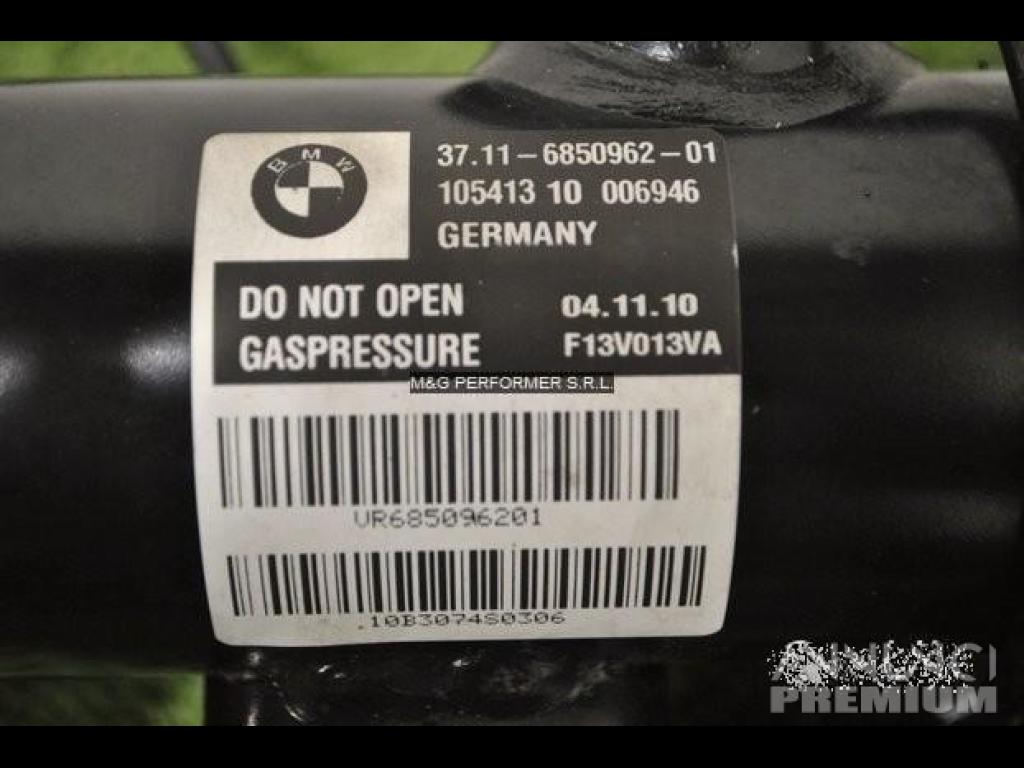 BMW
37.11-6850962-01
105413 10 006946
GERMANY
DO NOT OPEN 04.11.10
GASPRESSURE F13V013VA
M&G PERFORMER S.R.L.
VR685096201
10B3074S0306
PREMIUM